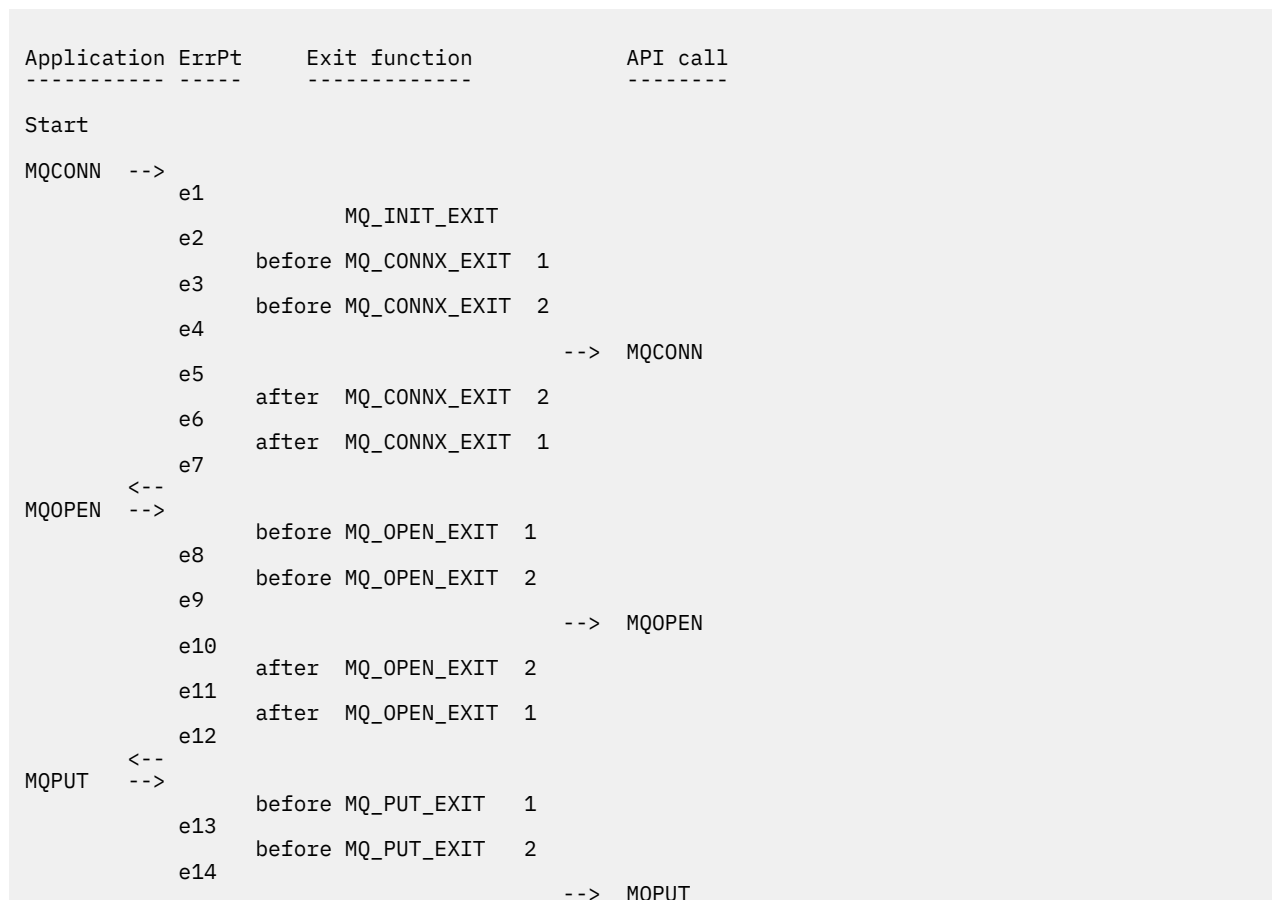 Application ErrPt     Exit function            API call
----------- -----     -------------            --------
Start
MQCONN  -->
            e1
                         MQ_INIT_EXIT
            e2
                  before MQ_CONNX_EXIT  1
            e3
                  before MQ_CONNX_EXIT  2
            e4
                                          -->  MQCONN
            e5
                  after  MQ_CONNX_EXIT  2
            e6
                  after  MQ_CONNX_EXIT  1
            e7
        <--
MQOPEN  -->
                  before MQ_OPEN_EXIT  1
            e8
                  before MQ_OPEN_EXIT  2
            e9
                                          -->  MQOPEN
            e10
                  after  MQ_OPEN_EXIT  2
            e11
                  after  MQ_OPEN_EXIT  1
            e12
        <--
MQPUT   -->
                  before MQ_PUT_EXIT   1
            e13
                  before MQ_PUT_EXIT   2
            e14
                                          -->  MQPUT